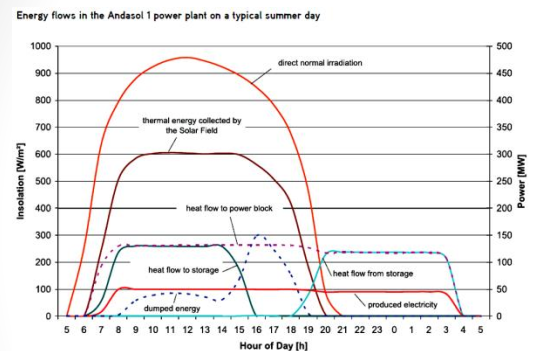 Energy flows in the Andasol 1 power plant on a typical summer day
1000
900
800
700
600
500
400
300
200
100
0
Insolation [W/m²]
500
450
400
350
300
250
200
150
100
50
0
Power [MW]
direct normal irradiation
thermal energy collected by
the Solar Field
heat flow to power block
heat flow to storage
heat flow from storage
dumped energy
produced electricity
5 6 7 8 9 10 11 12 13 14 15 16 17 18 19 20 21 22 23 0 1 2 3 4 5
Hour of Day [h]